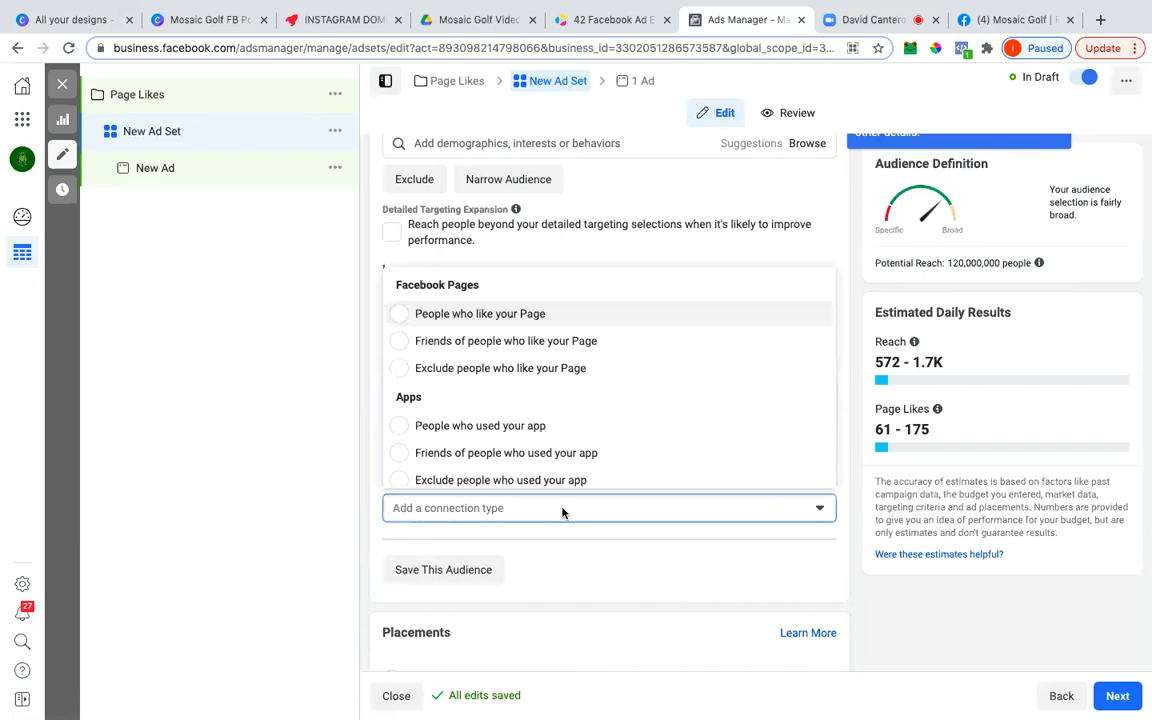 All your designs -
Mosaic Golf FB Po
INSTAGRAM DOM
Mosaic Golf Video
42 Facebook Ad E
Ads Manager - Ma
David Cantero
(4) Mosaic Golf |
business.facebook.com/adsmanager/manage/adsets/edit?act=893098214798066&business_id=3302051286573587&global_scope_id=3...
1
Paused
Update
Page Likes
New Ad Set
1 Ad
In Draft
Page Likes
New Ad Set
New Ad
Edit
Review
Add demographics, interests or behaviors
Suggestions
Browse
Exclude
Narrow Audience
Detailed Targeting Expansion
Reach people beyond your detailed targeting selections when it's likely to improve
performance.
Facebook Pages
People who like your Page
Friends of people who like your Page
Exclude people who like your Page
Apps
People who used your app
Friends of people who used your app
Exclude people who used your app
Add a connection type
Save This Audience
Placements
Learn More
Close
All edits saved
Back
Next
Audience Definition
Your audience
selection is fairly
broad.
Specific
Broad
Potential Reach: 120,000,000 people
Estimated Daily Results
Reach
572 - 1.7K
Page Likes
61 - 175
The accuracy of estimates is based on factors like past
campaign data, the budget you entered, market data,
targeting criteria and ad placements. Numbers are provided
to give you an idea of performance for your budget, but are
only estimates and don't guarantee results.
Were these estimates helpful?
27